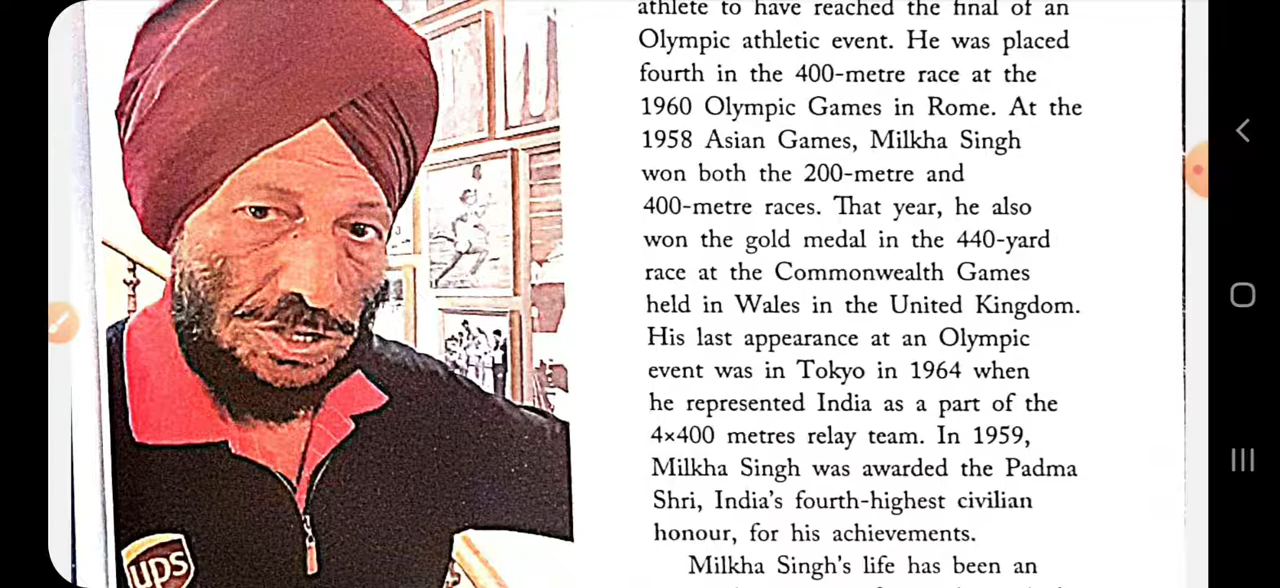 athlete to have reached the final of an
Olympic athletic event. He was placed
fourth in the 400-metre race at the
1960 Olympic Games in Rome. At the
1958 Asian Games, Milkha Singh
won both the 200-metre and
400-metre races. That year, he also
won the gold medal in the 440-yard
race at the Commonwealth Games
held in Wales in the United Kingdom.
His last appearance at an Olympic
event was in Tokyo in 1964 when
he represented India as a part of the
4×400 metres relay team. In 1959,
Milkha Singh was awarded the Padma
Shri, India's fourth-highest civilian
honour, for his achievements.
Milkha Singh's life has been an
ups